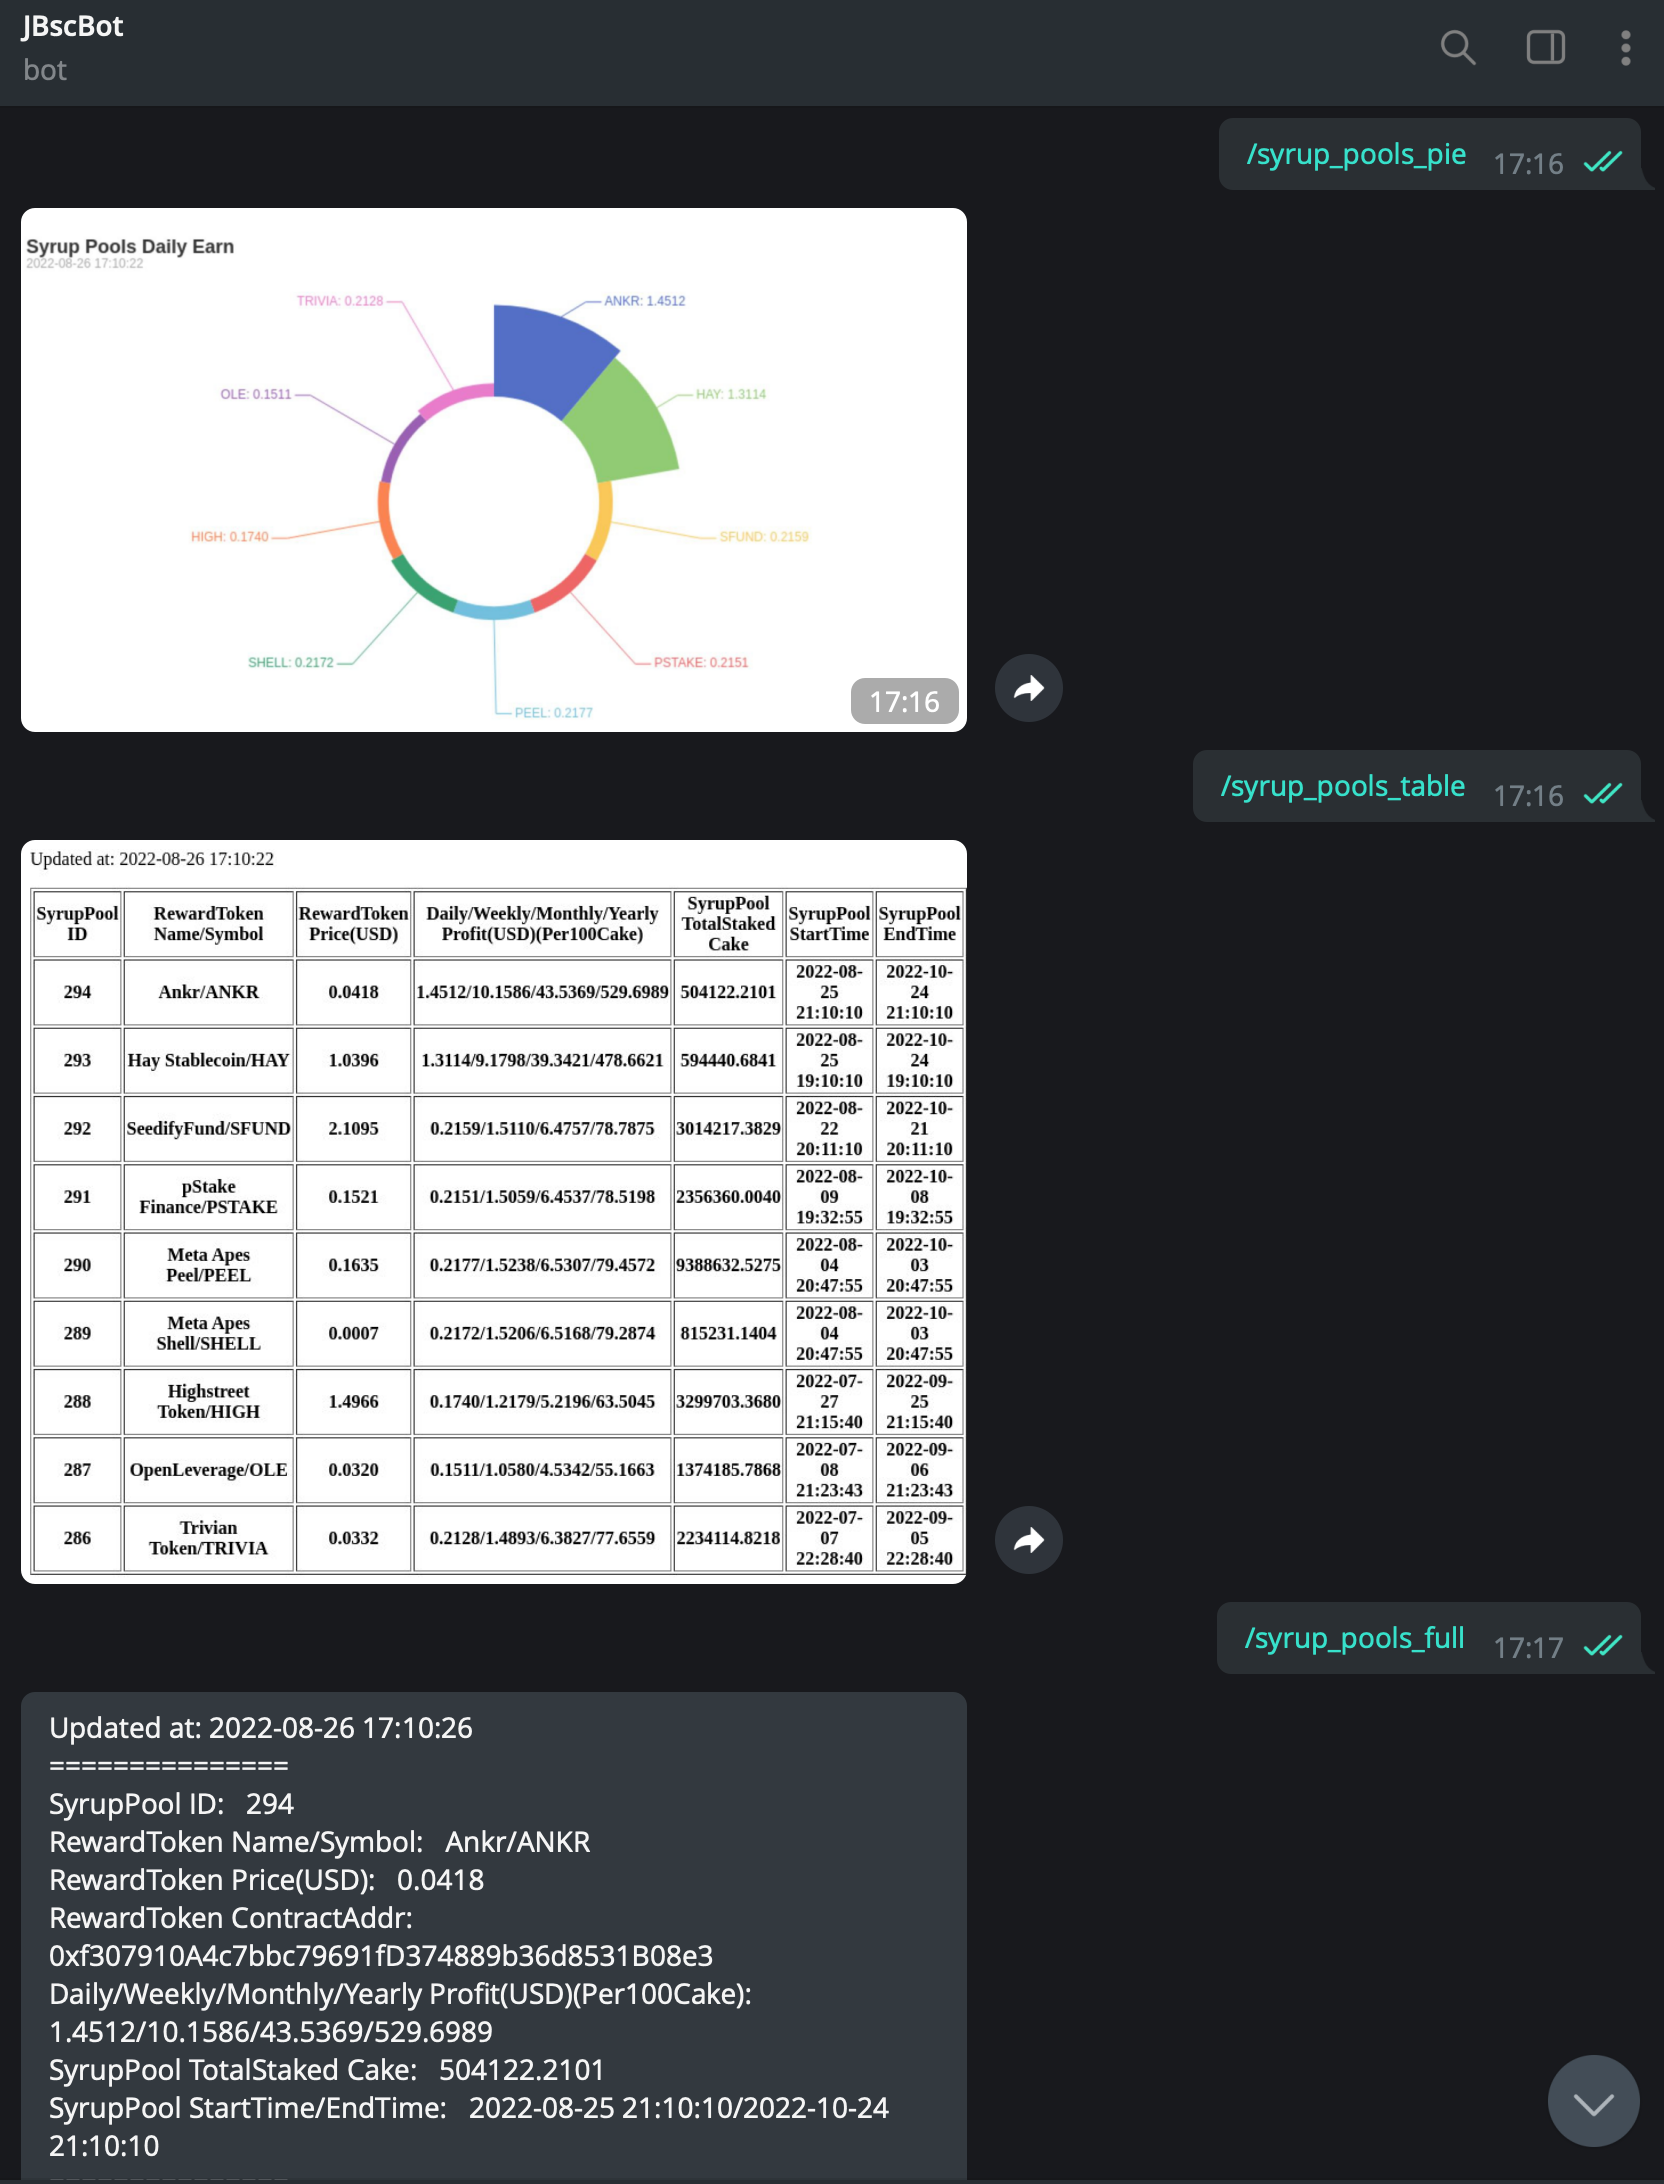 JBscBot
bot
/syrup_pools_pie 17:16
Syrup Pools Daily Earn
2022-08-26 17:10:22
TRIVIA: 0.2128
ANKR: 1.4512
OLE: 0.1511
HAY: 1.3114
HIGH: 0.1740
SFUND: 0.2159
SHELL: 0.2172
PSTAKE: 0.2151
PEEL: 0.2177
17:16
/syrup_pools_table 17:16
Updated at: 2022-08-26 17:10:22
SyrupPool ID RewardToken Name/Symbol RewardToken Price(USD) Daily/Weekly/Monthly/Yearly Profit(USD)(Per100Cake) SyrupPool TotalStaked Cake SyrupPool StartTime SyrupPool EndTime
294 Ankr/ANKR 0.0418 1.4512/10.1586/43.5369/529.6989 504122.2101 2022-08-25 21:10:10 2022-10-24 21:10:10
293 Hay Stablecoin/HAY 1.0396 1.3114/9.1798/39.3421/478.6621 594440.6841 2022-08-25 19:10:10 2022-10-24 19:10:10
292 SeedifyFund/SFUND 2.1095 0.2159/1.5110/6.4757/78.7875 3014217.3829 2022-08-22 20:11:10 2022-10-21 20:11:10
291 pStake Finance/PSTAKE 0.1521 0.2151/1.5059/6.4537/78.5198 2356360.0040 2022-08-09 19:32:55 2022-10-08 19:32:55
290 Meta Apes Peel/PEEL 0.1635 0.2177/1.5238/6.5307/79.4572 9388632.5275 2022-08-04 20:47:55 2022-10-03 20:47:55
289 Meta Apes Shell/SHELL 0.0007 0.2172/1.5206/6.5168/79.2874 815231.1404 2022-08-04 20:47:55 2022-10-03 20:47:55
288 Highstreet Token/HIGH 1.4966 0.1740/1.2179/5.2196/63.5045 3299703.3680 2022-07-27 21:15:40 2022-09-25 21:15:40
287 OpenLeverage/OLE 0.0320 0.1511/1.0580/4.5342/55.1663 1374185.7868 2022-07-08 21:23:43 2022-09-06 21:23:43
286 Trivian Token/TRIVIA 0.0332 0.2128/1.4893/6.3827/77.6559 2234114.8218 2022-07-07 22:28:40 2022-09-05 22:28:40
/syrup_pools_full 17:17
Updated at: 2022-08-26 17:10:26
===============
SyrupPool ID: 294
RewardToken Name/Symbol: Ankr/ANKR
RewardToken Price(USD): 0.0418
RewardToken ContractAddr:
0xf307910A4c7bbc79691fD374889b36d8531B08e3
Daily/Weekly/Monthly/Yearly Profit(USD)(Per100Cake):
1.4512/10.1586/43.5369/529.6989
SyrupPool TotalStaked Cake: 504122.2101
SyrupPool StartTime/EndTime: 2022-08-25 21:10:10/2022-10-24
21:10:10